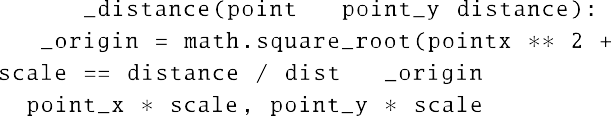 _distance(point point_y distance):
_origin = math.square_root(pointx ** 2 +
scale == distance / dist _origin
point_x * scale, point_y * scale